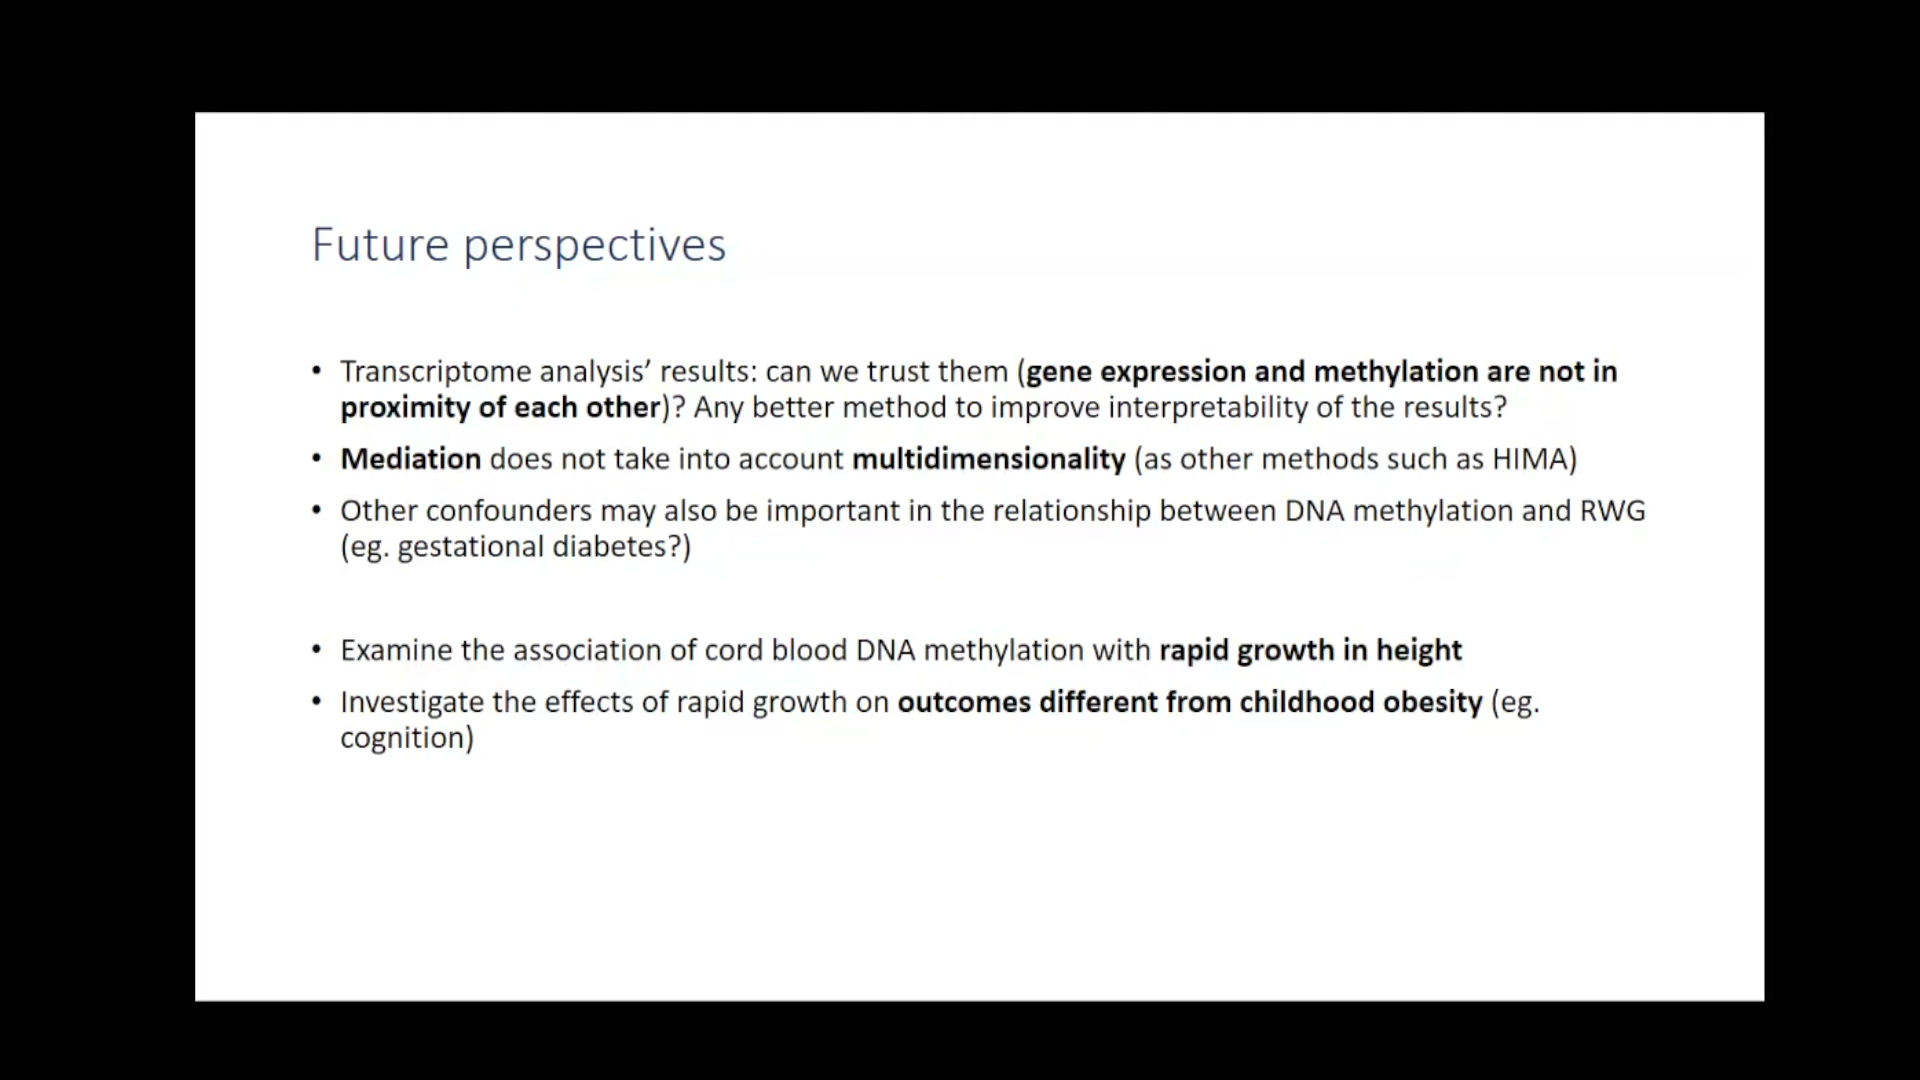 Future perspectives
• Transcriptome analysis’ results: can we trust them (gene expression and methylation are not in
proximity of each other)? Any better method to improve interpretability of the results?
• Mediation does not take into account multidimensionality (as other methods such as HIMA)
• Other confounders may also be important in the relationship between DNA methylation and RWG
(eg. gestational diabetes?)
• Examine the association of cord blood DNA methylation with rapid growth in height
• Investigate the effects of rapid growth on outcomes different from childhood obesity (eg.
cognition)